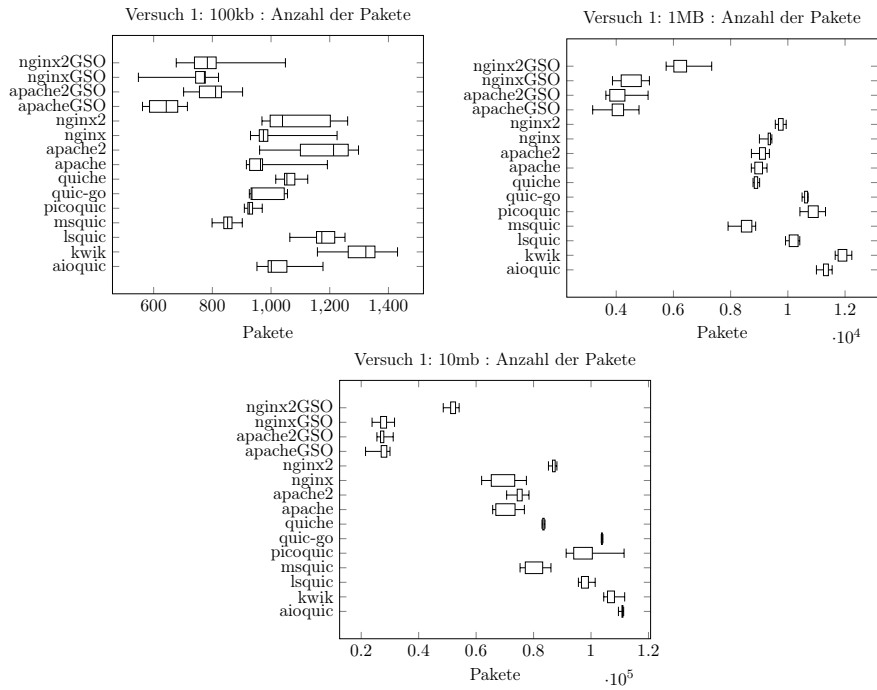 Versuch 1: 100kb : Anzahl der Pakete
nginx2GSO
nginxGSO
apache2GSO
apacheGSO
nginx2
nginx
apache2
apache
quiche
quic-go
picoquic
msquic
lsquic
kwik
aioquic
600 800 1,000 1,200 1,400
Pakete
Versuch 1: 1MB : Anzahl der Pakete
nginx2GSO
nginxGSO
apache2GSO
apacheGSO
nginx2
nginx
apache2
apache
quiche
quic-go
picoquic
msquic
lsquic
kwik
aioquic
0.4 0.6 0.8 1 1.2
Pakete
·10⁴
Versuch 1: 10mb : Anzahl der Pakete
nginx2GSO
nginxGSO
apache2GSO
apacheGSO
nginx2
nginx
apache2
apache
quiche
quic-go
picoquic
msquic
lsquic
kwik
aioquic
0.2 0.4 0.6 0.8 1 1.2
Pakete
·10⁵